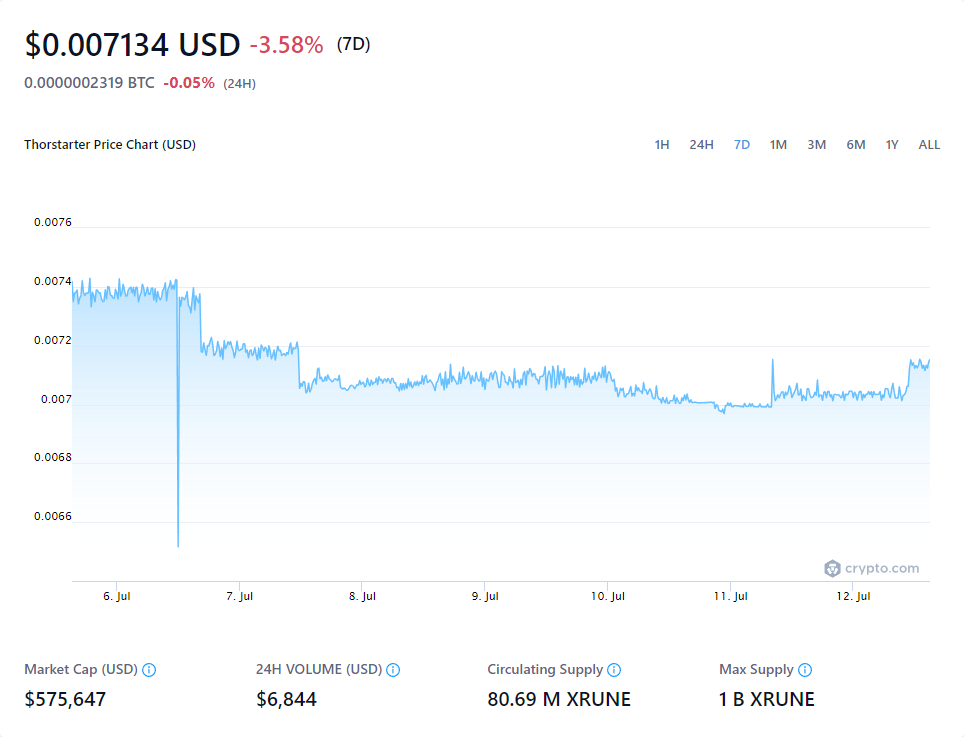 $0.007134 USD -3.58% (7D)
0.0000002319 BTC -0.05% (24H)
Thorstarter Price Chart (USD) 1H 24H 7D 1M 3M 6M 1Y ALL
0.0076
0.0074
0.0072
0.007
0.0068
0.0066
crypto.com
6. Jul 7. Jul 8. Jul 9. Jul 10. Jul 11. Jul 12. Jul
Market Cap (USD) 24H VOLUME (USD) Circulating Supply Max Supply
$575,647 $6,844 80.69 M XRUNE 1 B XRUNE